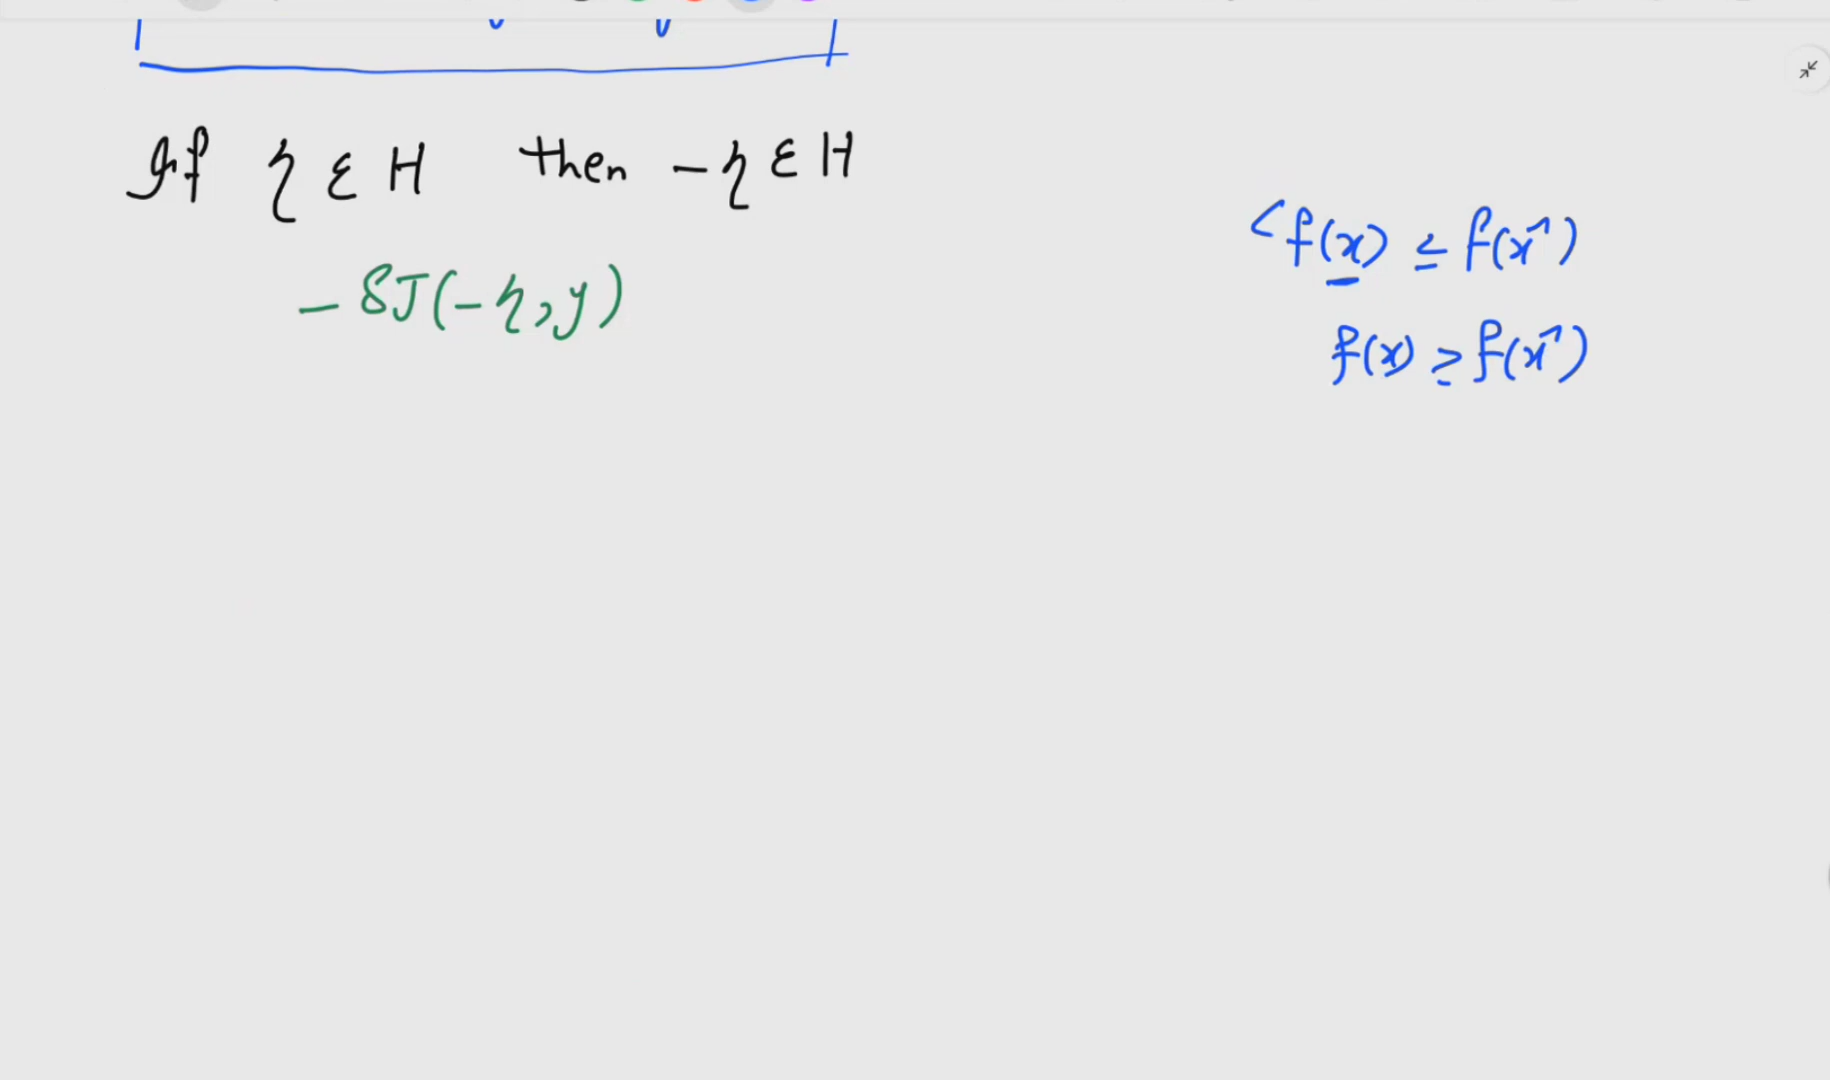 If η ∈ H then -η ∈ H
- δJ(-η, y)
< f(x) ≤ f(x̂)
f(x) ≥ f(x̂)